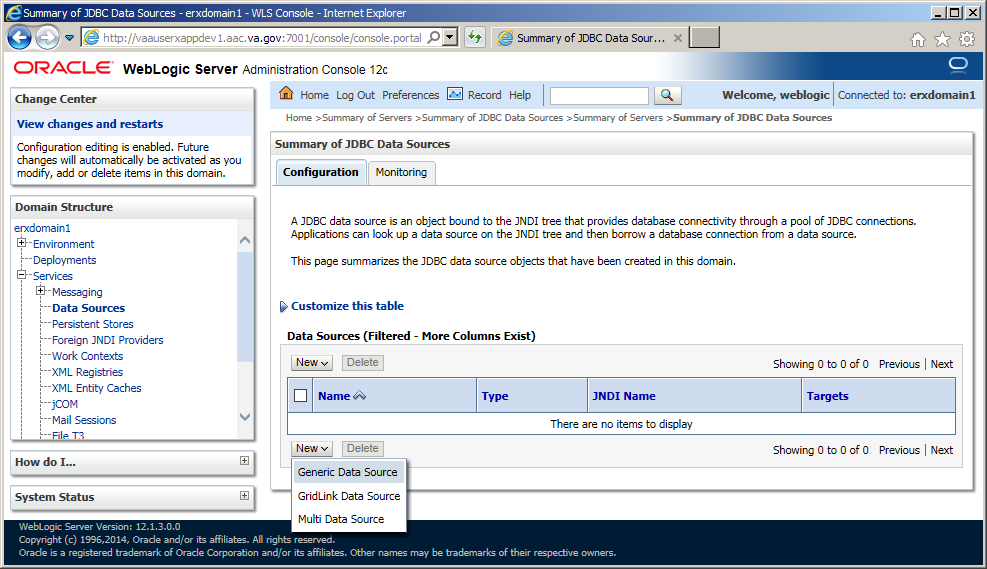 Summary of JDBC Data Sources - erxdomain1 - WLS Console - Internet Explorer
http://vaauserxappdev1.aac.va.gov:7001/console/console.portal
Summary of JDBC Data Sour...
ORACLE WebLogic Server Administration Console 12c
Change Center
View changes and restarts
Configuration editing is enabled. Future
changes will automatically be activated as you
modify, add or delete items in this domain.
Domain Structure
erxdomain1
Environment
Deployments
Services
Messaging
Data Sources
Persistent Stores
Foreign JNDI Providers
Work Contexts
XML Registries
XML Entity Caches
jCOM
Mail Sessions
File T3
How do I...
System Status
Home Log Out Preferences Record Help
Welcome, weblogic Connected to: erxdomain1
Home >Summary of Servers >Summary of JDBC Data Sources >Summary of Servers >Summary of JDBC Data Sources
Summary of JDBC Data Sources
Configuration Monitoring
A JDBC data source is an object bound to the JNDI tree that provides database connectivity through a pool of JDBC connections.
Applications can look up a data source on the JNDI tree and then borrow a database connection from a data source.
This page summarizes the JDBC data source objects that have been created in this domain.
Customize this table
Data Sources (Filtered - More Columns Exist)
New Delete Showing 0 to 0 of 0 Previous | Next
Name Type JNDI Name Targets
There are no items to display
New Delete Showing 0 to 0 of 0 Previous | Next
Generic Data Source
GridLink Data Source
Multi Data Source
WebLogic Server Version: 12.1.3.0.0
Copyright (c) 1996,2014, Oracle and/or its affiliates. All rights reserved.
Oracle is a registered trademark of Oracle Corporation and/or its affiliates. Other names may be trademarks of their respective owners.